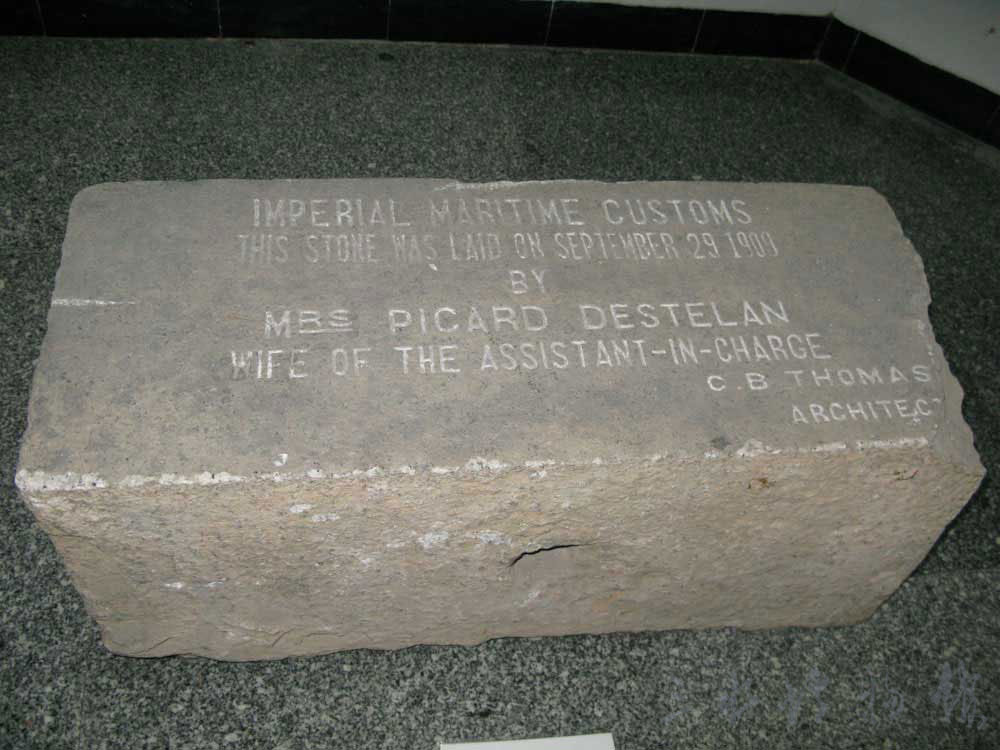 IMPERIAL MARITIME CUSTOMS
THIS STONE WAS LAID ON SEPTEMBER 29 1909
BY
MRS PICARD DESTELAN
WIFE OF THE ASSISTANT-IN-CHARGE
C.B THOMAS
ARCHITECT